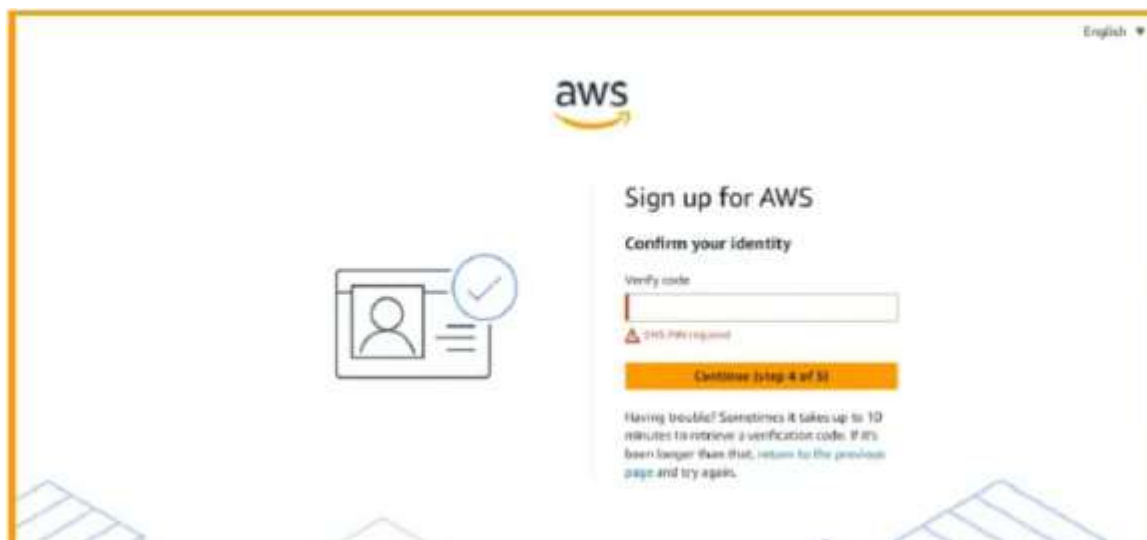 English
aws
Sign up for AWS
Confirm your identity
Verify code
SMS PIN required
Continue (step 4 of 5)
Having trouble? Sometimes it takes up to 10
minutes to retrieve a verification code. If it's
been longer than that, return to the previous
page and try again.